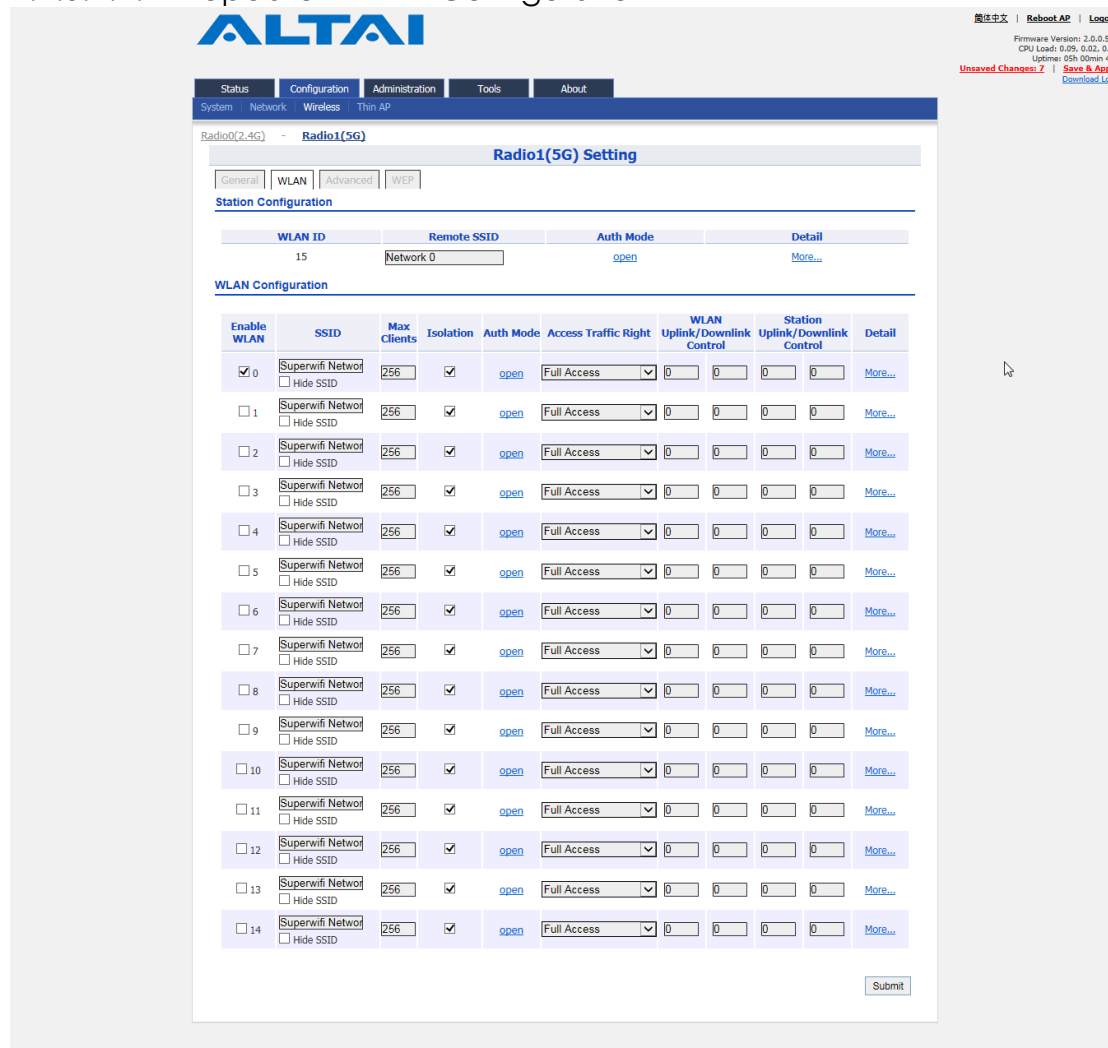 ALTAI
简体中文 | Reboot AP | Logo
Firmware Version: 2.0.0.5
CPU Load: 0.09, 0.02, 0.
Uptime: 05h 00min 4
Unsaved Changes: 7 | Save & App
Download Lo
Status Configuration Administration Tools About
System Network Wireless Thin AP
Radio0(2.4G) - Radio1(5G)
Radio1(5G) Setting
General WLAN Advanced WEP
Station Configuration
WLAN ID Remote SSID Auth Mode Detail
15 Network 0 open More...
WLAN Configuration
Enable WLAN SSID Max Clients Isolation Auth Mode Access Traffic Right WLAN Uplink/Downlink Control Station Uplink/Downlink Control Detail
0 Superwifi Networ 256 open Full Access 0 0 0 0 More...
Hide SSID
1 Superwifi Networ 256 open Full Access 0 0 0 0 More...
Hide SSID
2 Superwifi Networ 256 open Full Access 0 0 0 0 More...
Hide SSID
3 Superwifi Networ 256 open Full Access 0 0 0 0 More...
Hide SSID
4 Superwifi Networ 256 open Full Access 0 0 0 0 More...
Hide SSID
5 Superwifi Networ 256 open Full Access 0 0 0 0 More...
Hide SSID
6 Superwifi Networ 256 open Full Access 0 0 0 0 More...
Hide SSID
7 Superwifi Networ 256 open Full Access 0 0 0 0 More...
Hide SSID
8 Superwifi Networ 256 open Full Access 0 0 0 0 More...
Hide SSID
9 Superwifi Networ 256 open Full Access 0 0 0 0 More...
Hide SSID
10 Superwifi Networ 256 open Full Access 0 0 0 0 More...
Hide SSID
11 Superwifi Networ 256 open Full Access 0 0 0 0 More...
Hide SSID
12 Superwifi Networ 256 open Full Access 0 0 0 0 More...
Hide SSID
13 Superwifi Networ 256 open Full Access 0 0 0 0 More...
Hide SSID
14 Superwifi Networ 256 open Full Access 0 0 0 0 More...
Hide SSID
Submit